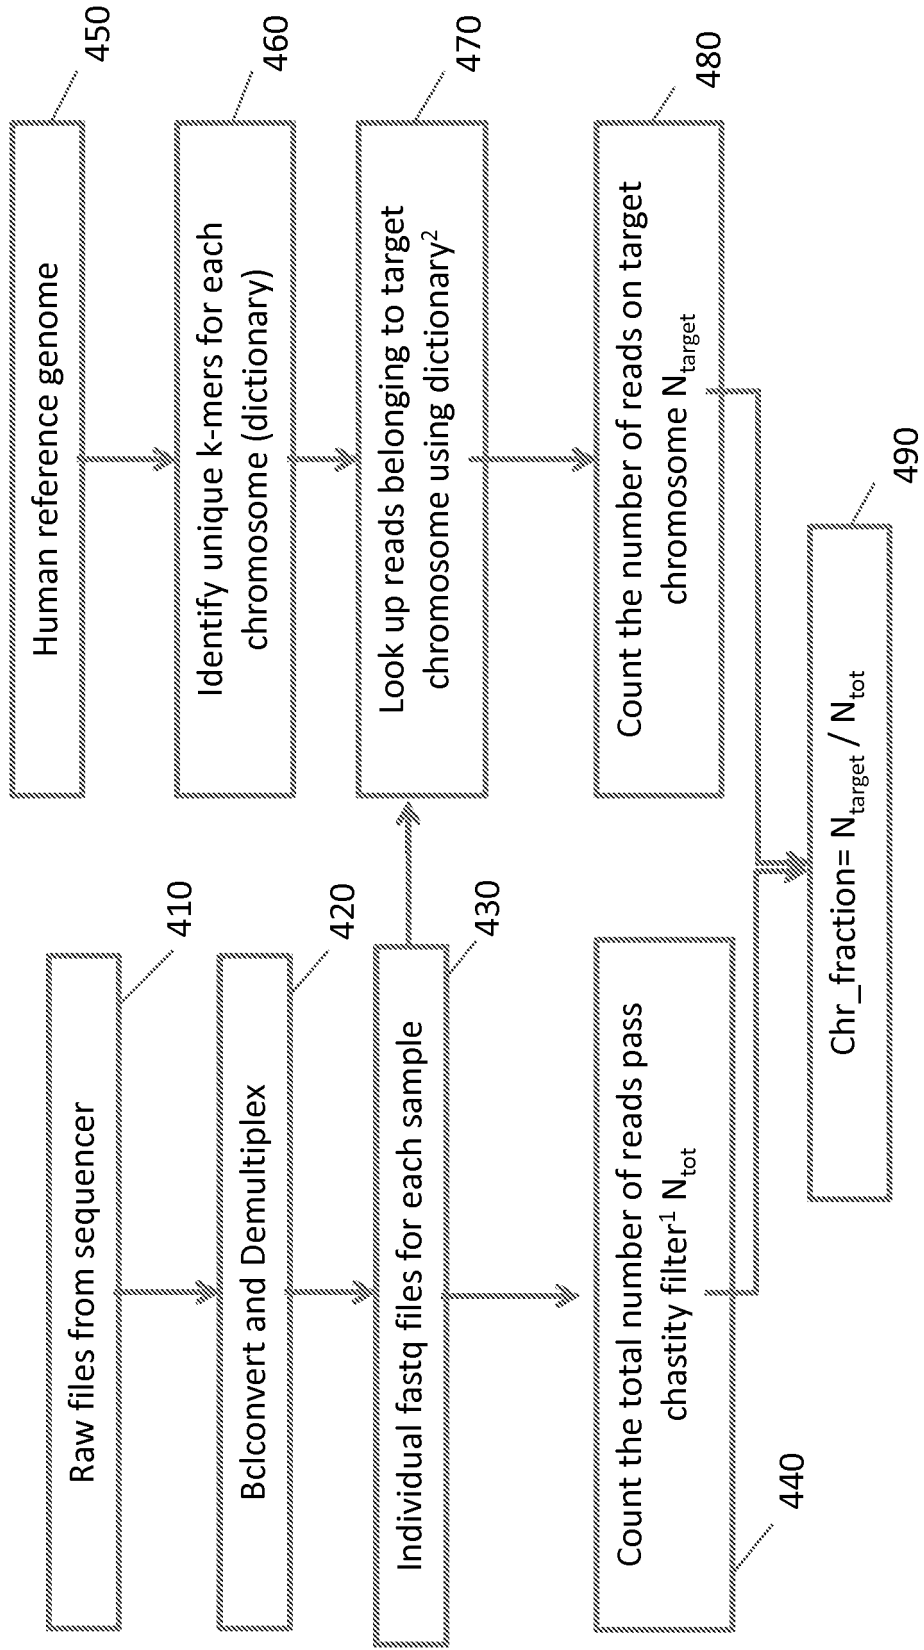 Raw files from sequencer
410
Bclconvert and Demultiplex
420
Individual fastq files for each sample
430
Count the total number of reads pass
chastity filter¹ Nₜₒₜ
440
Human reference genome
450
Identify unique k-mers for each
chromosome (dictionary)
460
Look up reads belonging to target
chromosome using dictionary²
470
Count the number of reads on target
chromosome N_target
480
Chr_fraction= N_target / N_tot
490